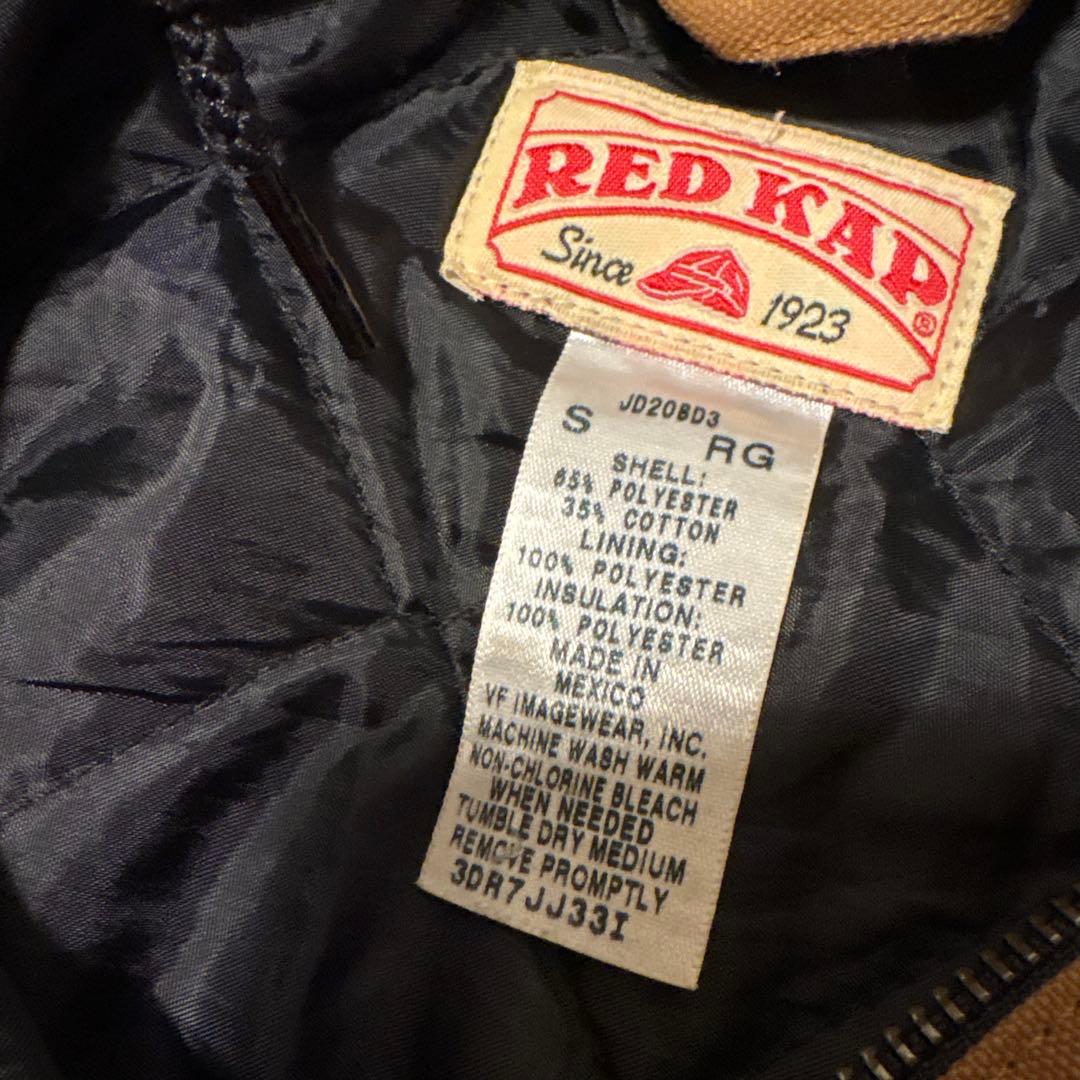 RED KAP
Since 1923
®
JD20BD3
S RG
SHELL:
65% POLYESTER
35% COTTON
LINING:
100% POLYESTER
INSULATION:
100% POLYESTER
MADE IN
MEXICO
VF IMAGEWEAR, INC.
MACHINE WASH WARM
NON-CHLORINE BLEACH
WHEN NEEDED
TUMBLE DRY MEDIUM
REMOVE PROMPTLY
3DR7JJ33I